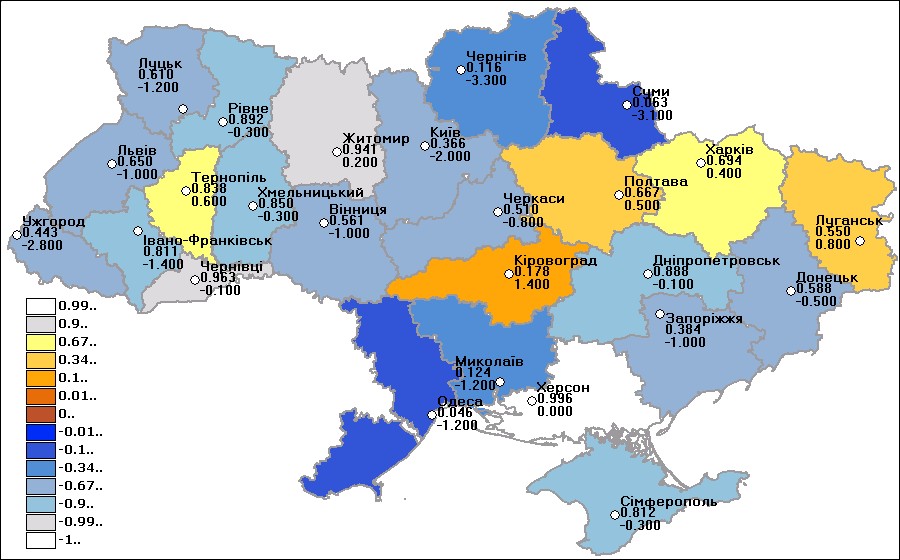 Луцьк
0.610
-1.200
Рівне
0.892
-0.300
Житомир
0.941
0.200
Київ
0.366
-2.000
Чернігів
0.116
-3.300
Суми
0.063
-3.100
Львів
0.650
-1.000
Тернопіль
0.838
0.600
Хмельницький
0.850
-0.300
Вінниця
0.561
-1.000
Черкаси
0.510
-0.800
Полтава
0.667
0.500
Харків
0.694
0.400
Луганськ
0.550
0.800
Ужгород
0.443
-2.800
Івано-Франківськ
0.811
-1.400
Чернівці
0.963
-0.100
Кіровоград
0.178
1.400
Дніпропетровськ
0.888
-0.100
Донецьк
0.588
-0.500
Запоріжжя
0.384
-1.000
Миколаїв
0.124
-1.200
Херсон
0.996
0.000
Одеса
0.046
-1.200
Сімферополь
0.812
-0.300
0.99..
0.9..
0.67..
0.34..
0.1..
0.01..
0..
-0.01..
-0.1..
-0.34..
-0.67..
-0.9..
-0.99..
-1..